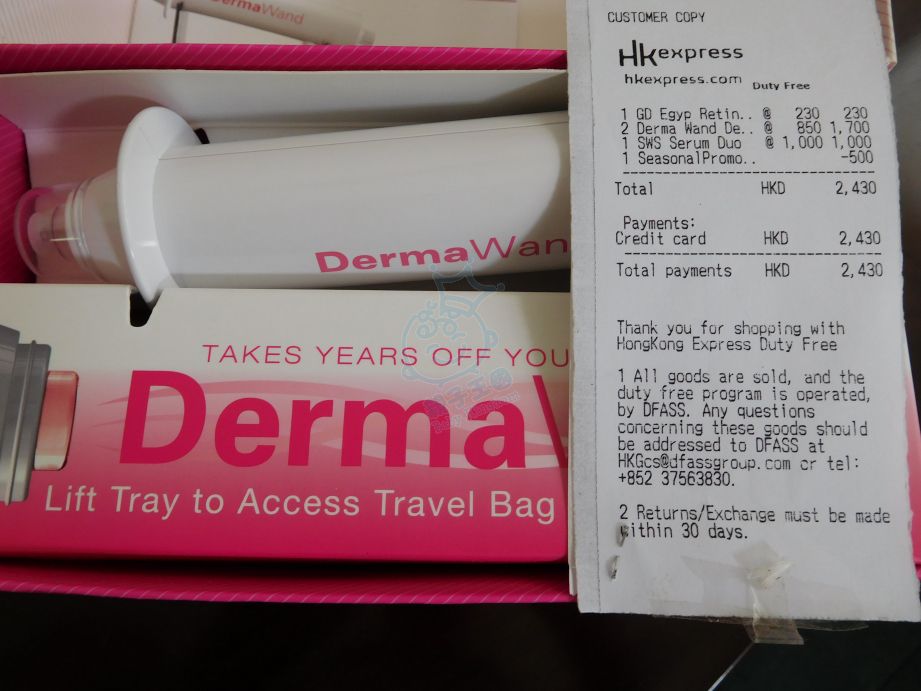 DermaWand
DermaWan
TAKES YEARS OFF YOU
Derma
Lift Tray to Access Travel Bag
CUSTOMER COPY
HKexpress
hkexpress.com
Duty Free
1 GD Egyp Retin.. @ 230 230
2 Derma Wand De.. @ 850 1,700
1 SWS Serum Duo @ 1,000 1,000
1 SeasonalPromo.. -500
Total HKD 2,430
Payments:
Credit card HKD 2,430
Total payments HKD 2,430
Thank you for shopping with
HongKong Express Duty Free
1 All goods are sold, and the
duty free program is operated,
by DFASS. Any questions
concerning these goods should
be addressed to DFASS at
HKGcs@dfassgroup.com or tel:
+852 37563830.
2 Returns/Exchange must be made
within 30 days.